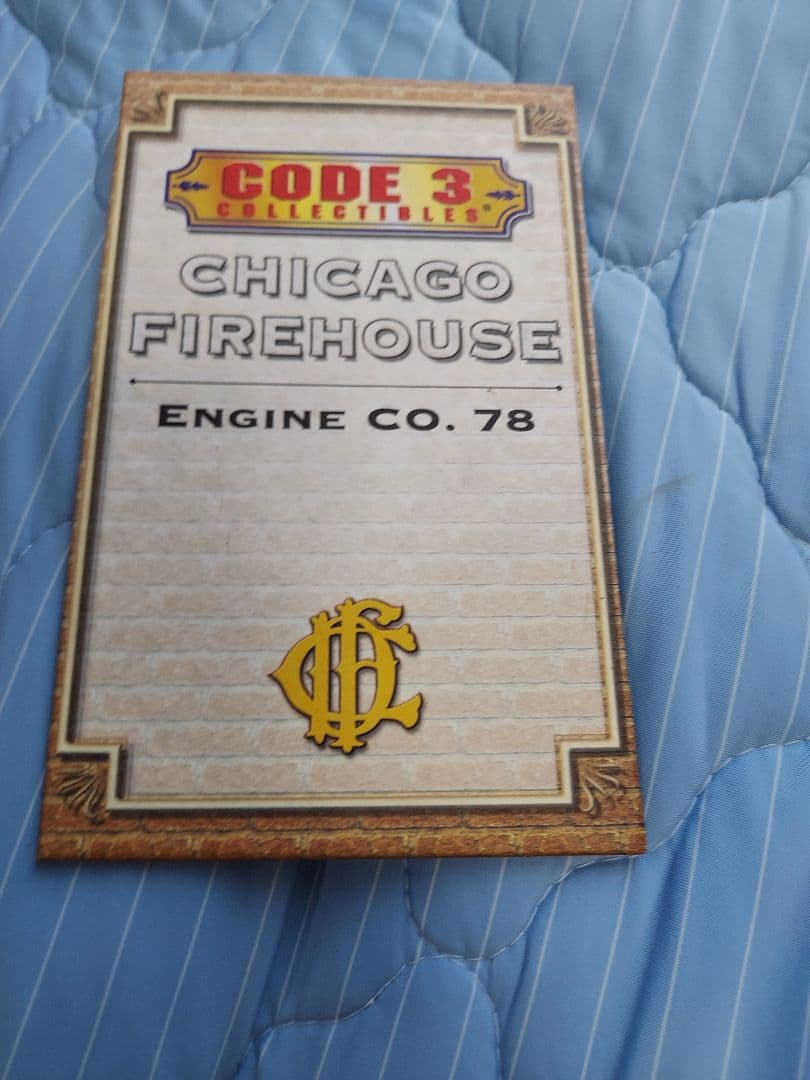 CODE 3
COLLECTIBLES®
CHICAGO
FIREHOUSE
ENGINE CO. 78